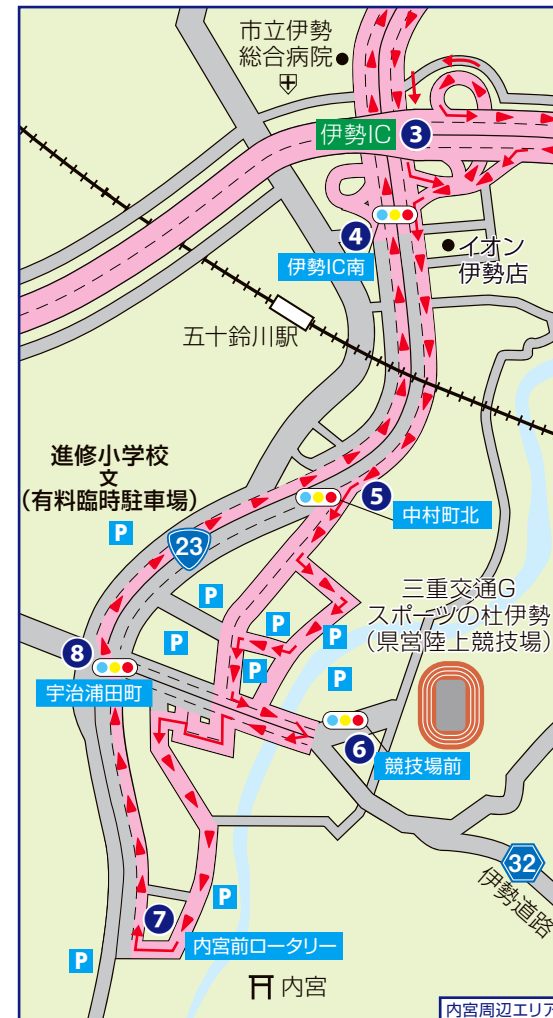 市立伊勢
総合病院
伊勢IC
3
4
伊勢IC南
イオン
伊勢店
五十鈴川駅
進修小学校
文
(有料臨時駐車場)
P
23
5
中村町北
P
P
P
P
P
P
三重交通G
スポーツの杜伊勢
(県営陸上競技場)
8
宇治浦田町
6
競技場前
32
伊勢道路
P
7
内宮前ロータリー
P
内宮
内宮周辺エリア